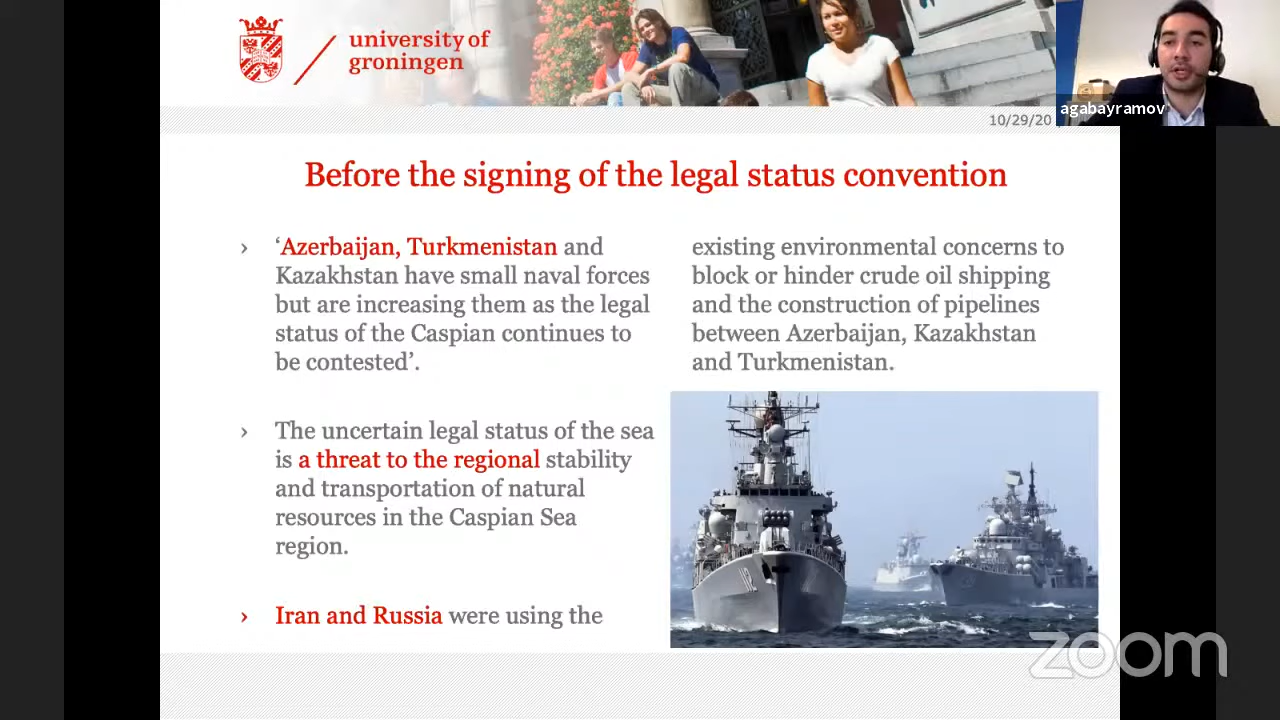 university of
groningen
agabayramov
10/29/20
Before the signing of the legal status convention
› ‘Azerbaijan, Turkmenistan and
Kazakhstan have small naval forces
but are increasing them as the legal
status of the Caspian continues to
be contested’.
› The uncertain legal status of the sea
is a threat to the regional stability
and transportation of natural
resources in the Caspian Sea
region.
› Iran and Russia were using the
existing environmental concerns to
block or hinder crude oil shipping
and the construction of pipelines
between Azerbaijan, Kazakhstan
and Turkmenistan.
112
zoom